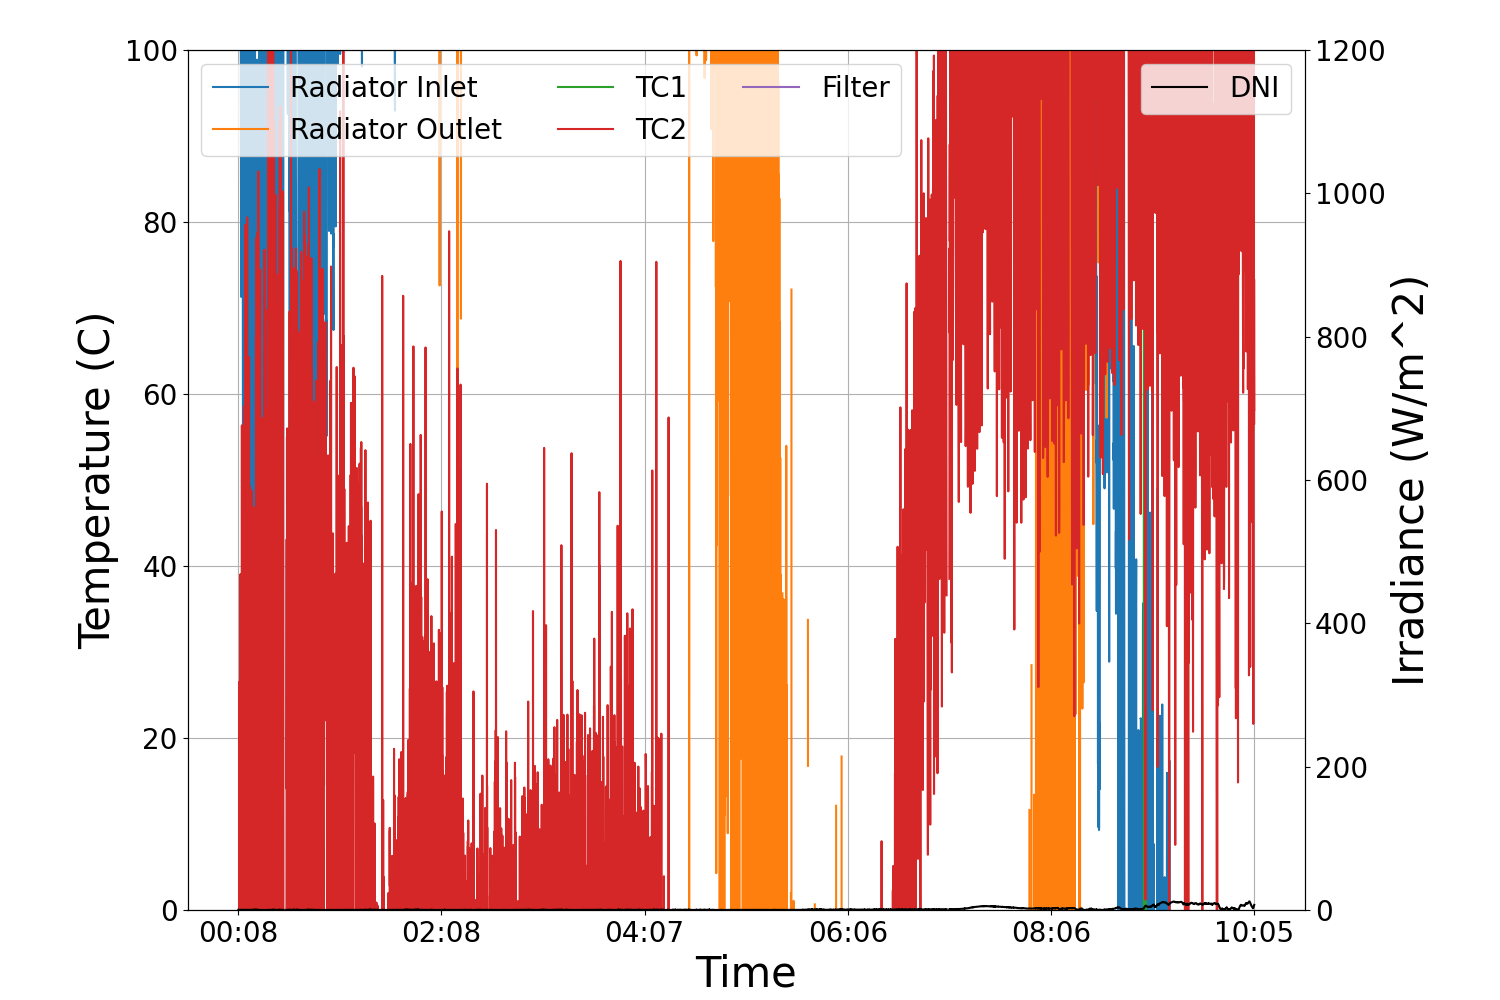 Radiator Inlet
Radiator Outlet
TC1
TC2
Filter
DNI
100
80
60
40
20
0
Temperature (C)
1200
1000
800
600
400
200
0
Irradiance (W/m^2)
00:08 02:08 04:07 06:06 08:06 10:05
Time